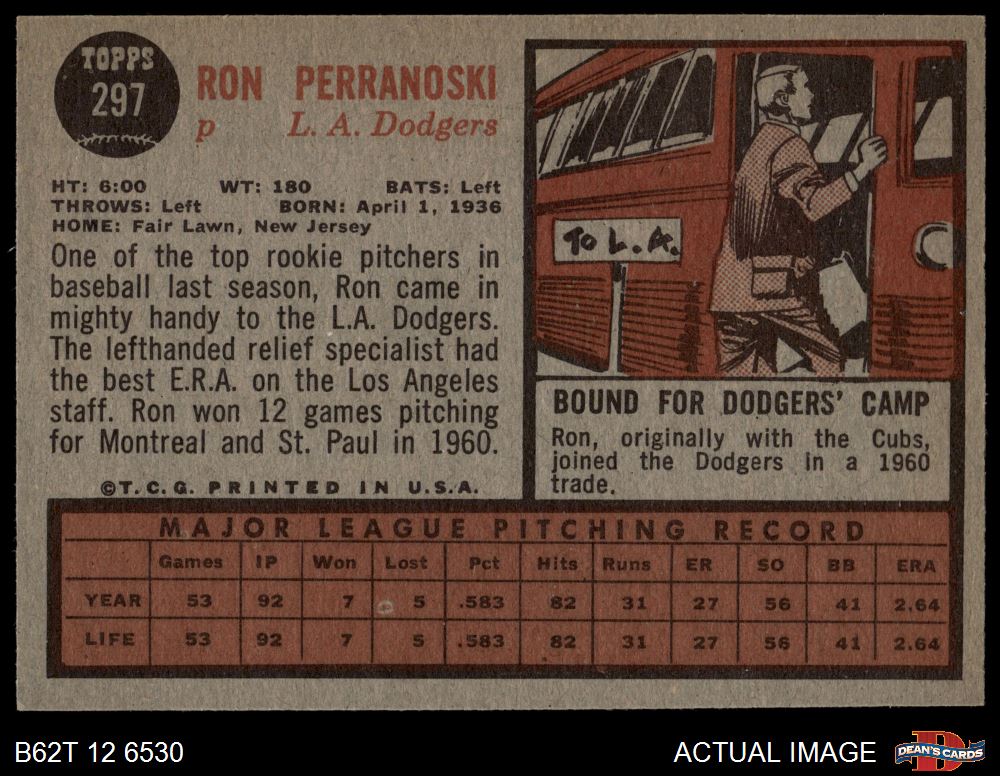 TOPPS
297
RON PERRANOSKI
p L. A. Dodgers
HT: 6:00 WT: 180 BATS: Left
THROWS: Left BORN: April 1, 1936
HOME: Fair Lawn, New Jersey
One of the top rookie pitchers in
baseball last season, Ron came in
mighty handy to the L.A. Dodgers.
The lefthanded relief specialist had
the best E.R.A. on the Los Angeles
staff. Ron won 12 games pitching
for Montreal and St. Paul in 1960.
©T.C.G. PRINTED IN U.S.A.
TO L.A.
BOUND FOR DODGERS' CAMP
Ron, originally with the Cubs,
joined the Dodgers in a 1960
trade.
MAJOR LEAGUE PITCHING RECORD
Games IP Won Lost Pct Hits Runs ER SO BB ERA
YEAR 53 92 7 5 .583 82 31 27 56 41 2.64
LIFE 53 92 7 5 .583 82 31 27 56 41 2.64
B62T 12 6530 ACTUAL IMAGE D DEAN'S CARDS